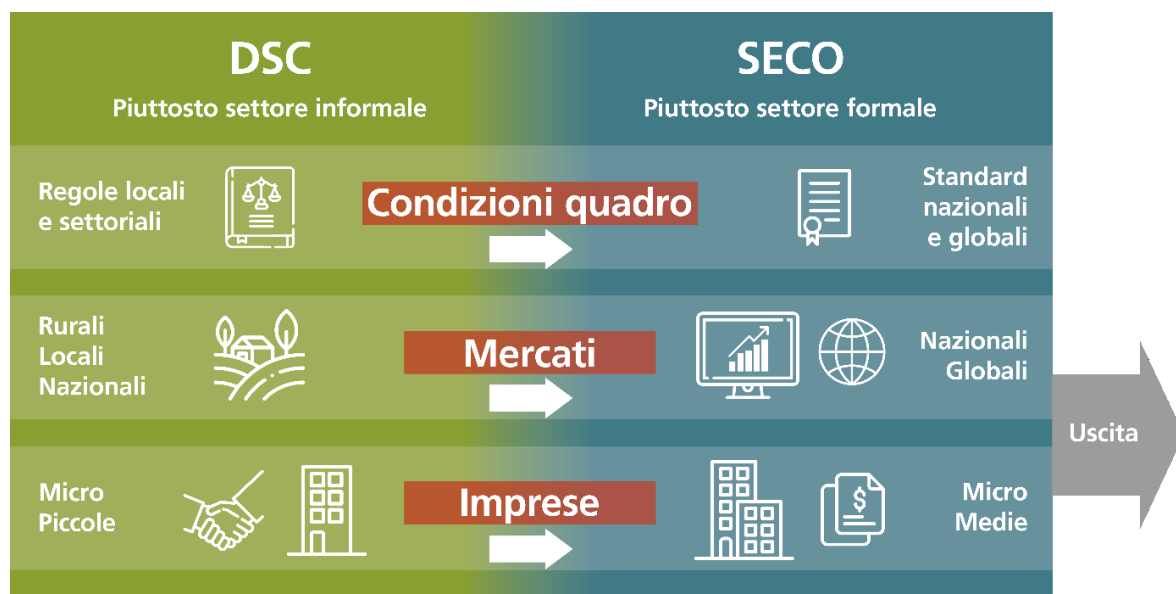 DSC
Piuttosto settore informale
SECO
Piuttosto settore formale
Regole locali
e settoriali
Condizioni quadro
Standard
nazionali
e globali
Rurali
Locali
Nazionali
Mercati
Nazionali
Globali
Uscita
Micro
Piccole
Imprese
$
Micro
Medie